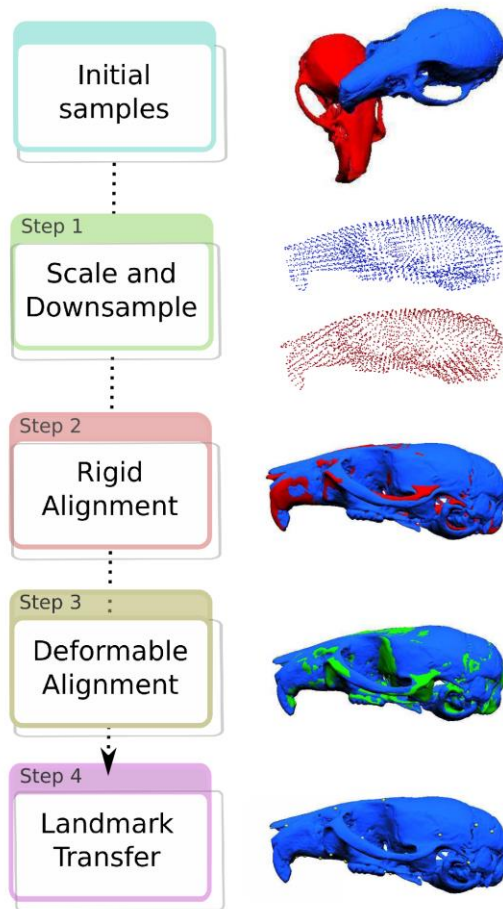 Initial
samples
Step 1
Scale and
Downsample
Step 2
Rigid
Alignment
Step 3
Deformable
Alignment
Step 4
Landmark
Transfer